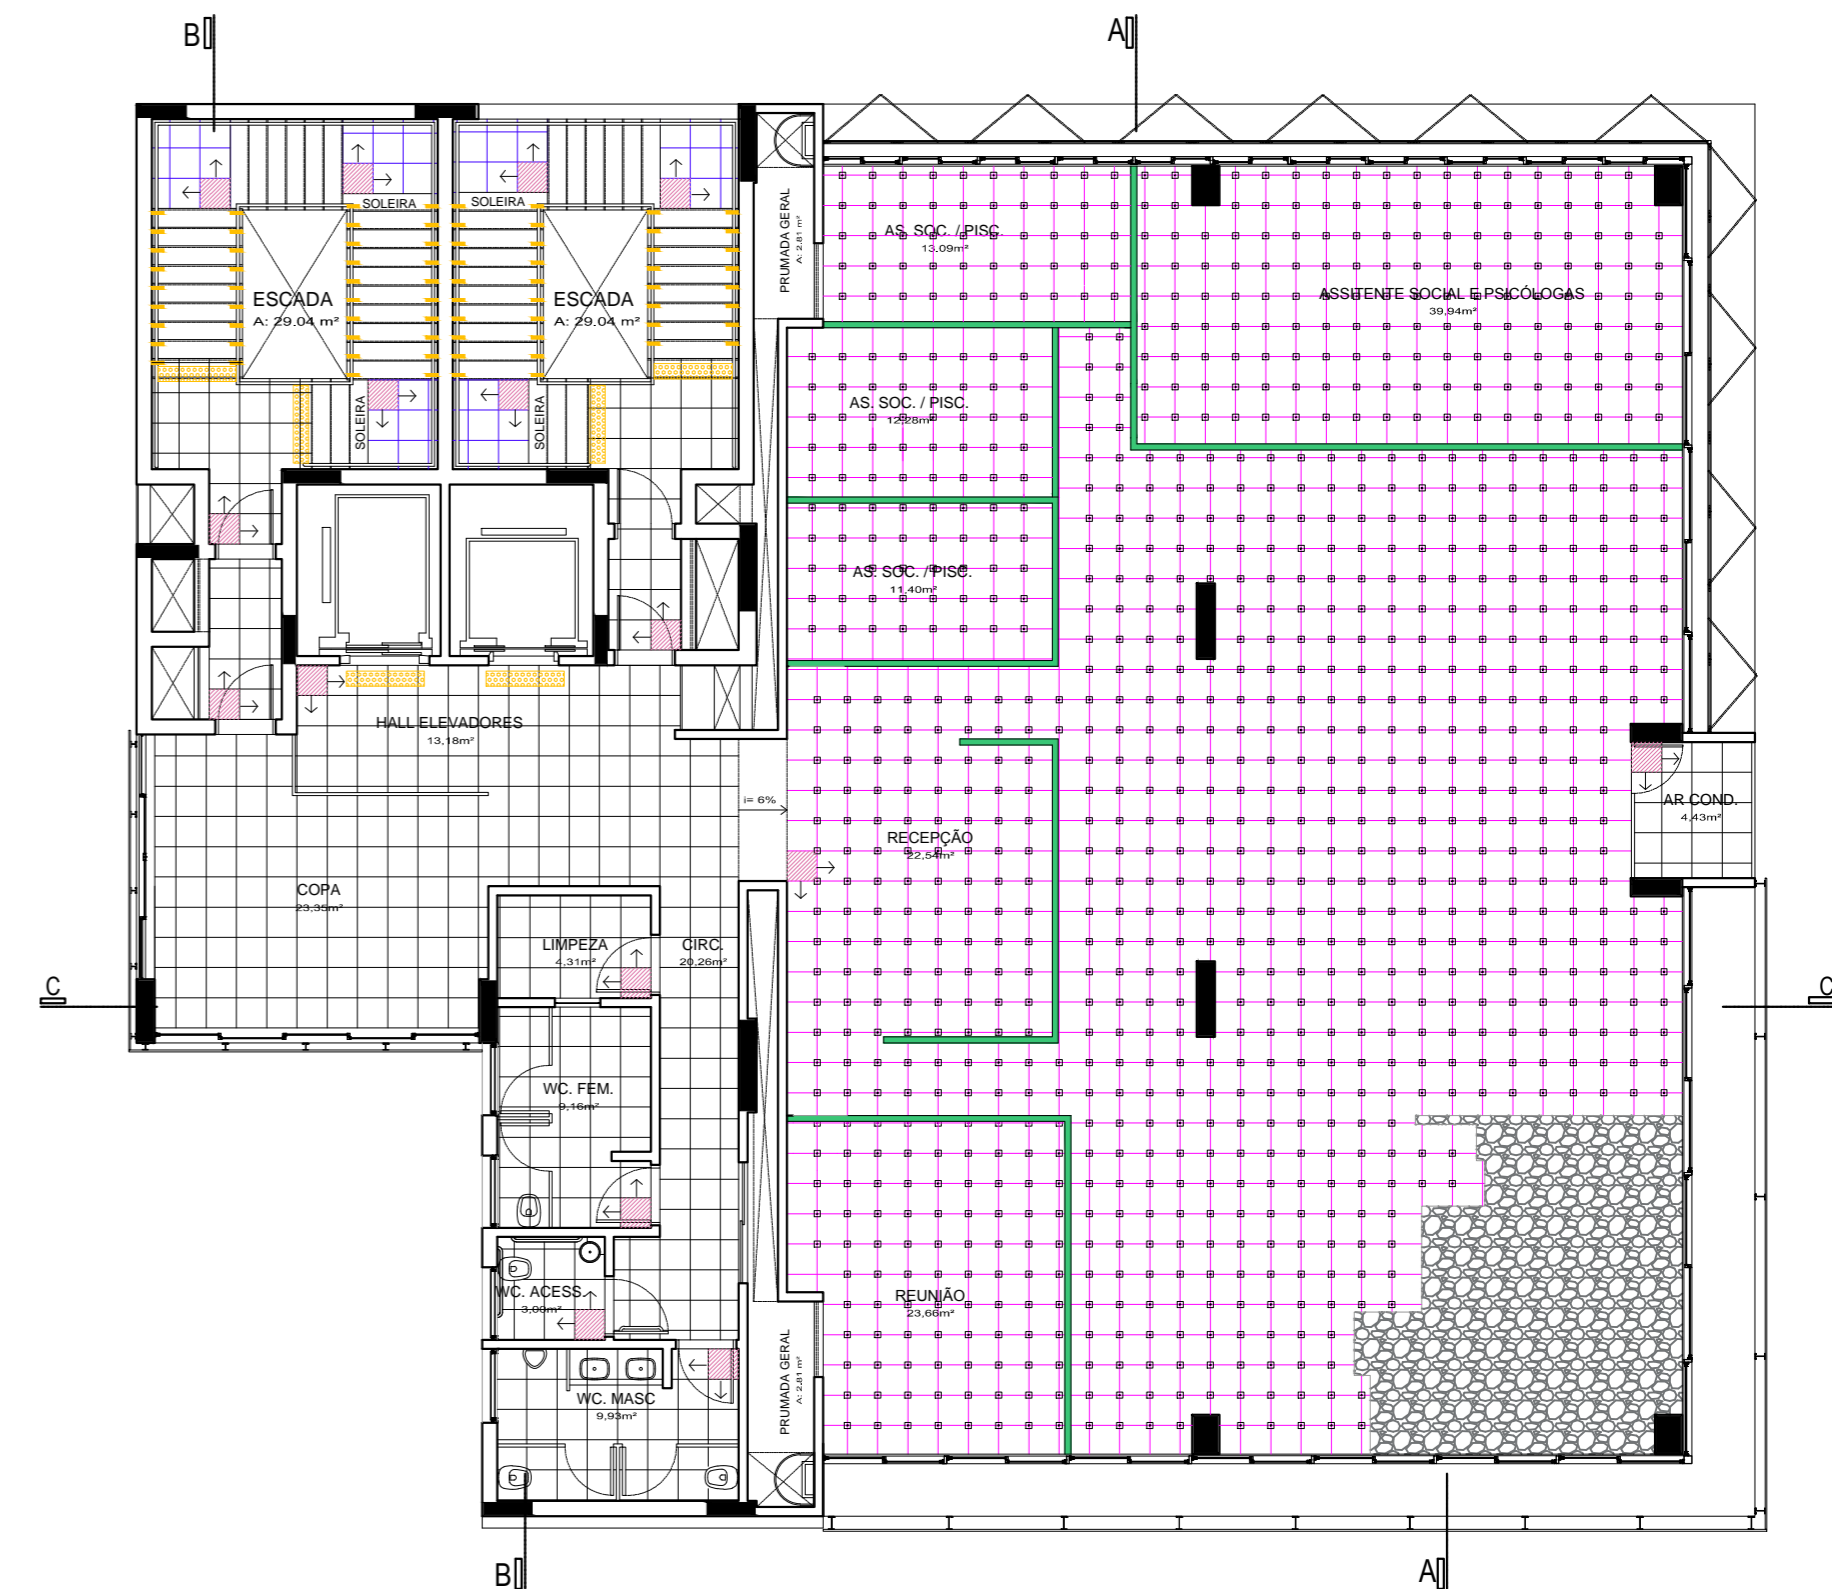 B
A
PRUMADA GERAL
A: 2.81 m²
SOLEIRA
SOLEIRA
AS. SOC. / PISC.
13.09m²
ESCADA
A: 29.04 m²
ESCADA
A: 29.04 m²
ASSITENTE SOCIAL E PSICÓLOGAS
39,94m²
SOLEIRA
SOLEIRA
AS. SOC. / PISC.
12,28m²
AS. SOC. / PISC.
11,40m²
HALL ELEVADORES
13,18m²
i= 6%
AR COND.
4,43m²
RECEPÇÃO
22,54m²
COPA
23,35m²
LIMPEZA
4,31m²
CIRC.
20,26m²
C
C
WC. FEM.
9,16m²
WC. ACESS.
3,00m²
REUNIÃO
23,66m²
PRUMADA GERAL
A: 2.81 m²
WC. MASC
9,93m²
B
A